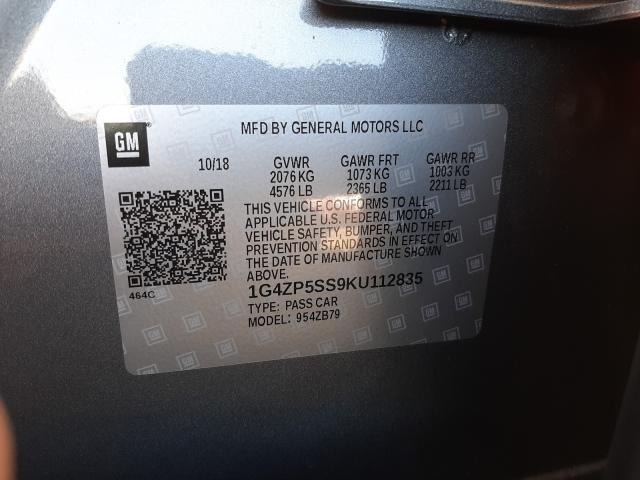 GM
MFD BY GENERAL MOTORS LLC
10/18 GVWR GAWR FRT GAWR RR
2076 KG 1073 KG 1003 KG
4576 LB 2365 LB 2211 LB
THIS VEHICLE CONFORMS TO ALL
APPLICABLE U.S. FEDERAL MOTOR
VEHICLE SAFETY, BUMPER, AND THEFT
PREVENTION STANDARDS IN EFFECT ON
THE DATE OF MANUFACTURE SHOWN
ABOVE.
464C
1G4ZP5SS9KU112835
TYPE: PASS CAR
MODEL: 954ZB79